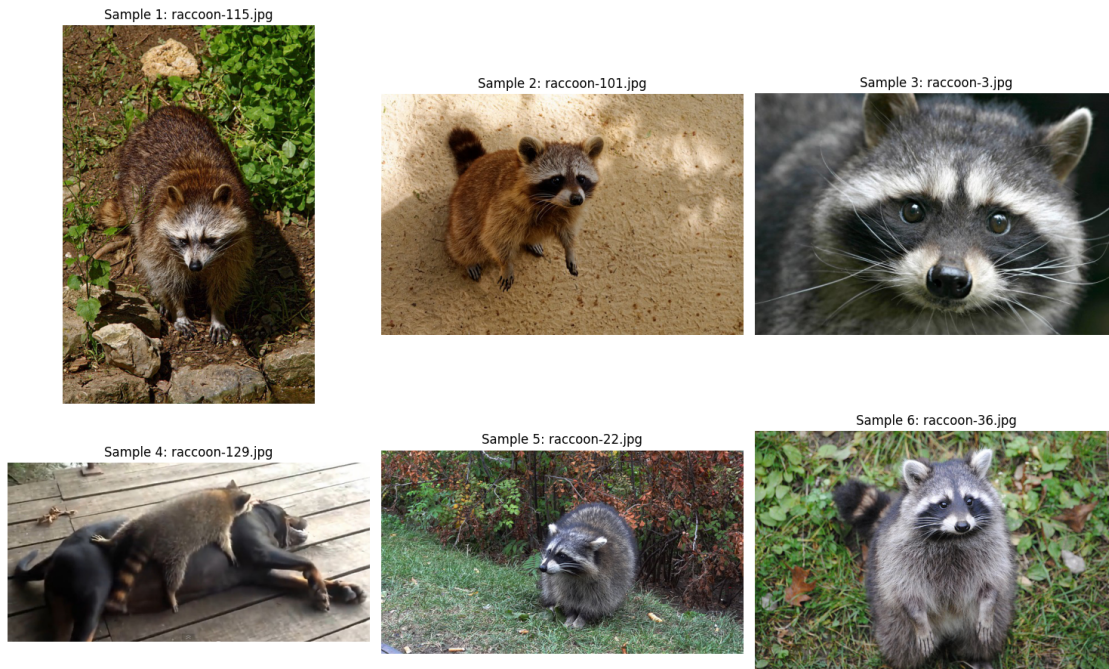 Sample 1: raccoon-115.jpg
Sample 2: raccoon-101.jpg
Sample 3: raccoon-3.jpg
Sample 4: raccoon-129.jpg
Sample 5: raccoon-22.jpg
Sample 6: raccoon-36.jpg